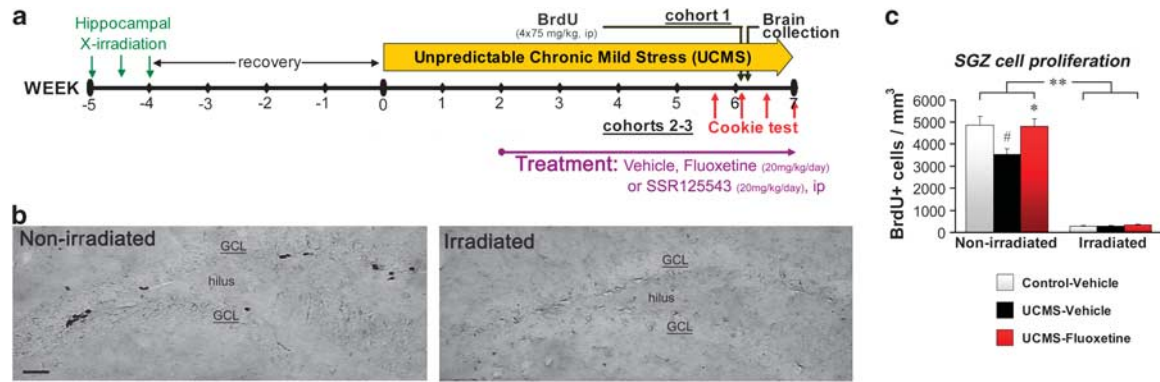 a
Hippocampal
X-irradiation
recovery
BrdU
(4x75 mg/kg, ip)
cohort 1
Brain
collection
Unpredictable Chronic Mild Stress (UCMS)
WEEK
-5 -4 -3 -2 -1 0 1 2 3 4 5 6 7
cohorts 2-3
Cookie test
Treatment: Vehicle, Fluoxetine (20mg/kg/day)
or SSR125543 (20mg/kg/day), ip
b
Non-irradiated
GCL
hilus
GCL
Irradiated
GCL
hilus
GCL
c
SGZ cell proliferation
**
BrdU+ cells / mm3
6000
5000
4000
3000
2000
1000
0
#
*
Non-irradiated Irradiated
Control-Vehicle
UCMS-Vehicle
UCMS-Fluoxetine